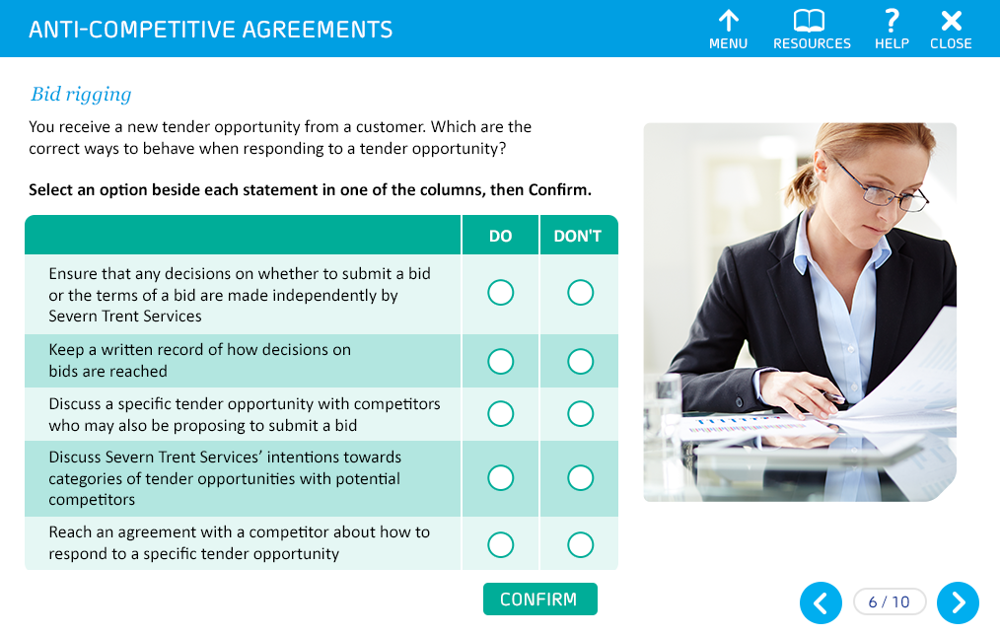 ANTI-COMPETITIVE AGREEMENTS
MENU
RESOURCES
HELP
CLOSE
Bid rigging
You receive a new tender opportunity from a customer. Which are the
correct ways to behave when responding to a tender opportunity?
Select an option beside each statement in one of the columns, then Confirm.
DO
DON'T
Ensure that any decisions on whether to submit a bid
or the terms of a bid are made independently by
Severn Trent Services
Keep a written record of how decisions on
bids are reached
Discuss a specific tender opportunity with competitors
who may also be proposing to submit a bid
Discuss Severn Trent Services’ intentions towards
categories of tender opportunities with potential
competitors
Reach an agreement with a competitor about how to
respond to a specific tender opportunity
CONFIRM
6 / 10